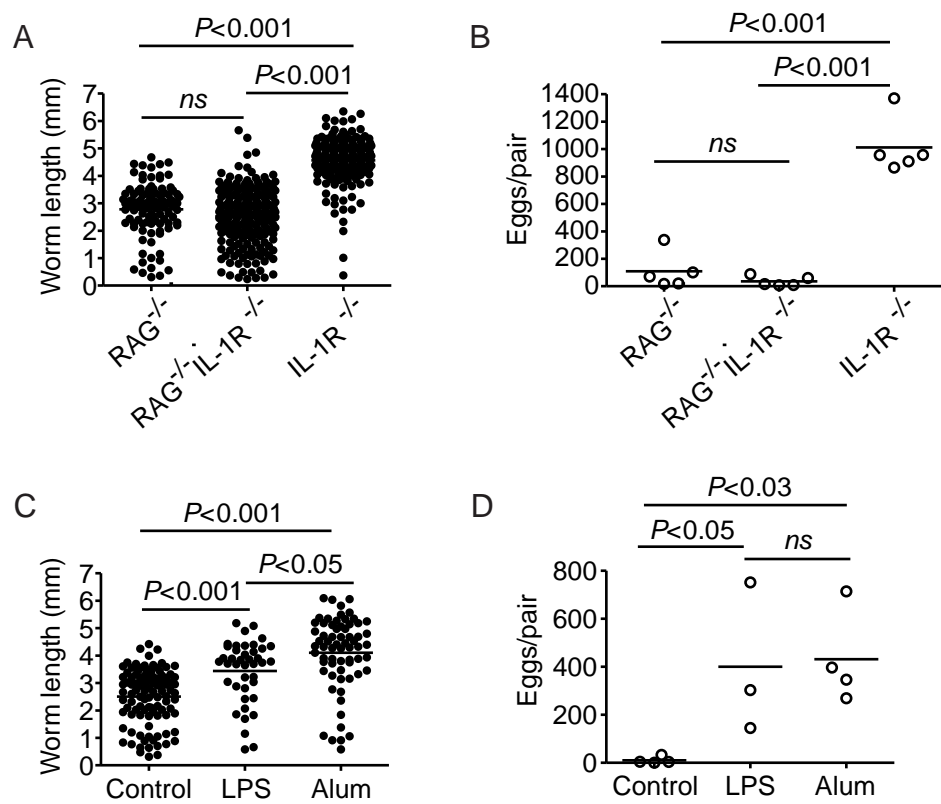 A
P<0.001
P<0.001
ns
Worm length (mm)
7
6
5
4
3
2
1
0
RAG-/-
RAG-/-IL-1R -/-
IL-1R -/-
B
P<0.001
P<0.001
ns
Eggs/pair
1400
1200
1000
800
600
400
200
0
RAG-/-
RAG-/-IL-1R -/-
IL-1R -/-
C
P<0.001
P<0.05
P<0.001
Worm length (mm)
7
6
5
4
3
2
1
0
Control LPS Alum
D
P<0.03
P<0.05
ns
Eggs/pair
800
600
400
200
0
Control LPS Alum